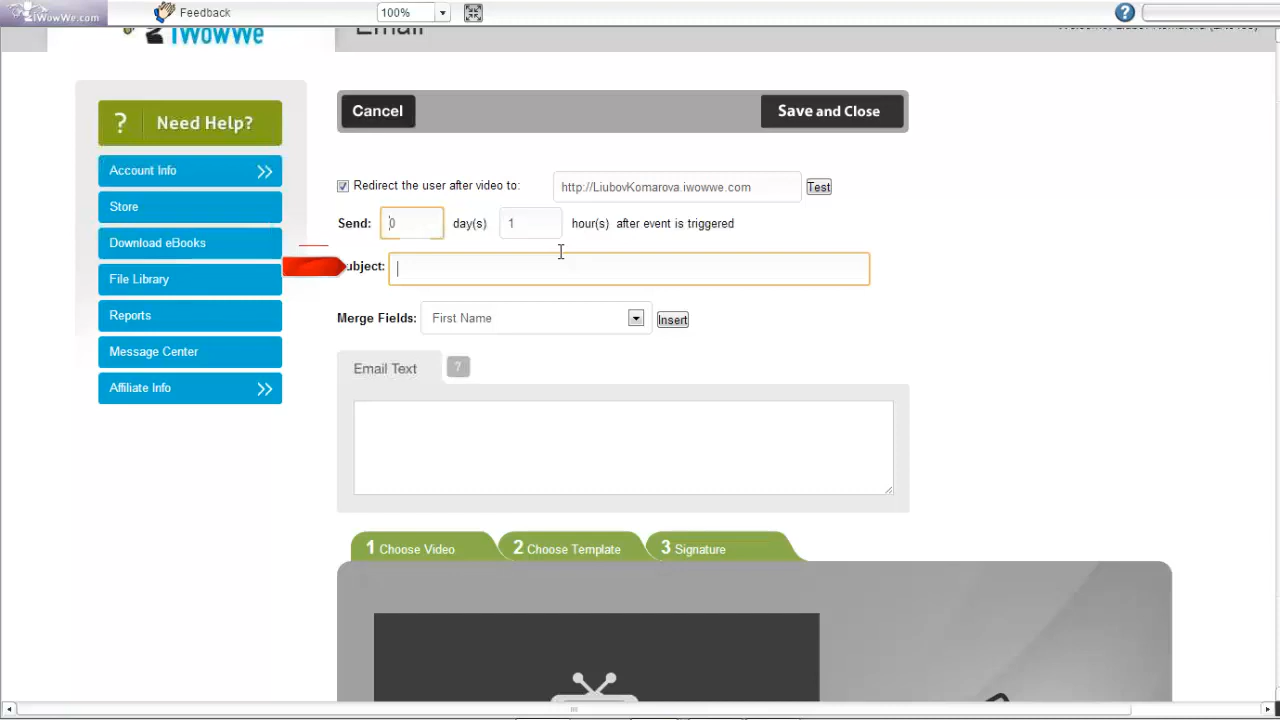 iWowWe.com Feedback 100% ?
iWowWe Email
Cancel Save and Close
? Need Help?
Account Info
Store
Download eBooks
File Library
Reports
Message Center
Affiliate Info
Redirect the user after video to: http://LiubovKomarova.iwowwe.com Test
Send: 0 day(s) 1 hour(s) after event is triggered
ubject:
Merge Fields: First Name Insert
Email Text ?
1 Choose Video 2 Choose Template 3 Signature